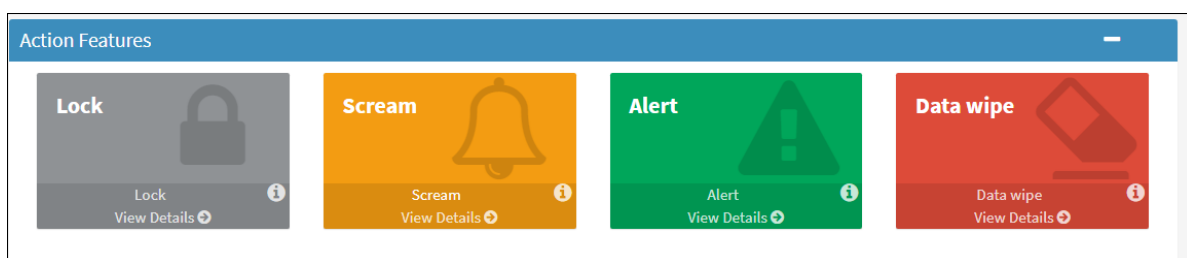 Action Features
Lock
Scream
Alert
Data wipe
Lock
Scream
Alert
Data wipe
View Details
View Details
View Details
View Details